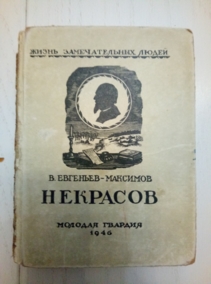 ЖИЗНЬ ЗАМЕЧАТЕЛЬНЫХ ЛЮДЕЙ
В. ЕВГЕНЬЕВ-МАКСИМОВ
НЕКРАСОВ
МОЛОДАЯ ГВАРДИЯ
1946